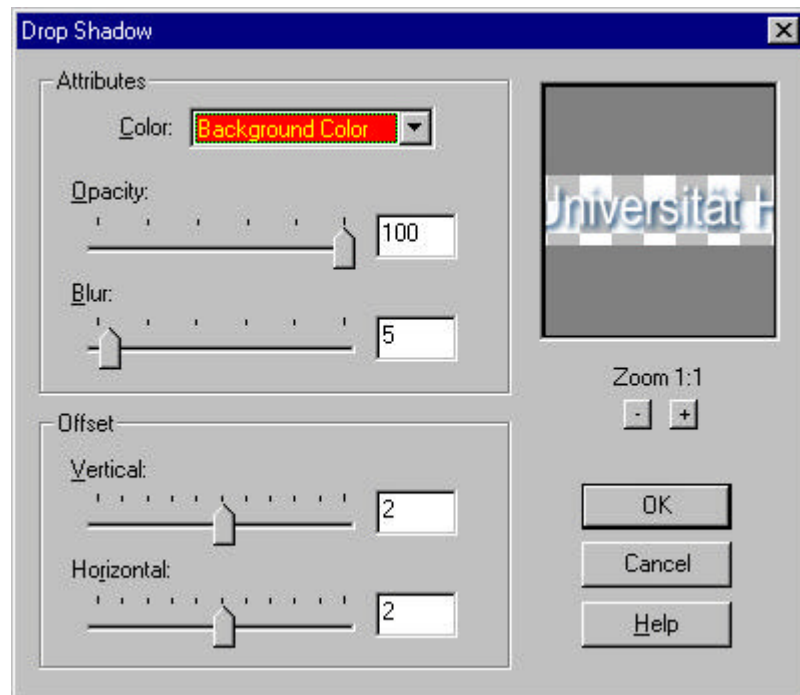 Drop Shadow
Attributes
Color: Background Color
Opacity:
100
Blur:
5
Universität H
Zoom 1:1
- +
Offset
Vertical:
2
Horizontal:
2
OK
Cancel
Help